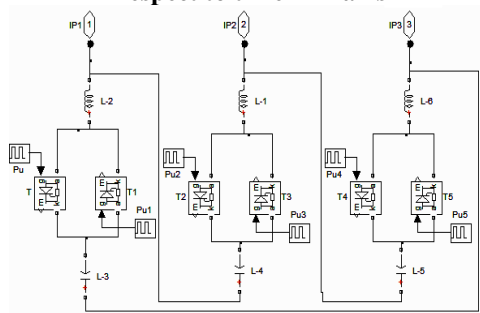 IP1 1 IP2 2 IP3 3
L-2 L-1 L-6
Pu Pu2 Pu4
T E E T1 T2 E E T3 T4 E E T5
Pu1 Pu3 Pu5
L-3 L-4 L-5